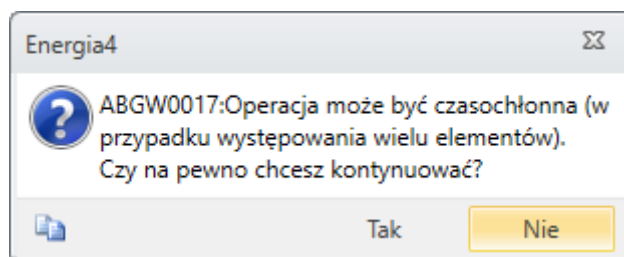 Energia4
ABGW0017:Operacja może być czasochłonna (w
przypadku występowania wielu elementów).
Czy na pewno chcesz kontynuować?
Tak
Nie